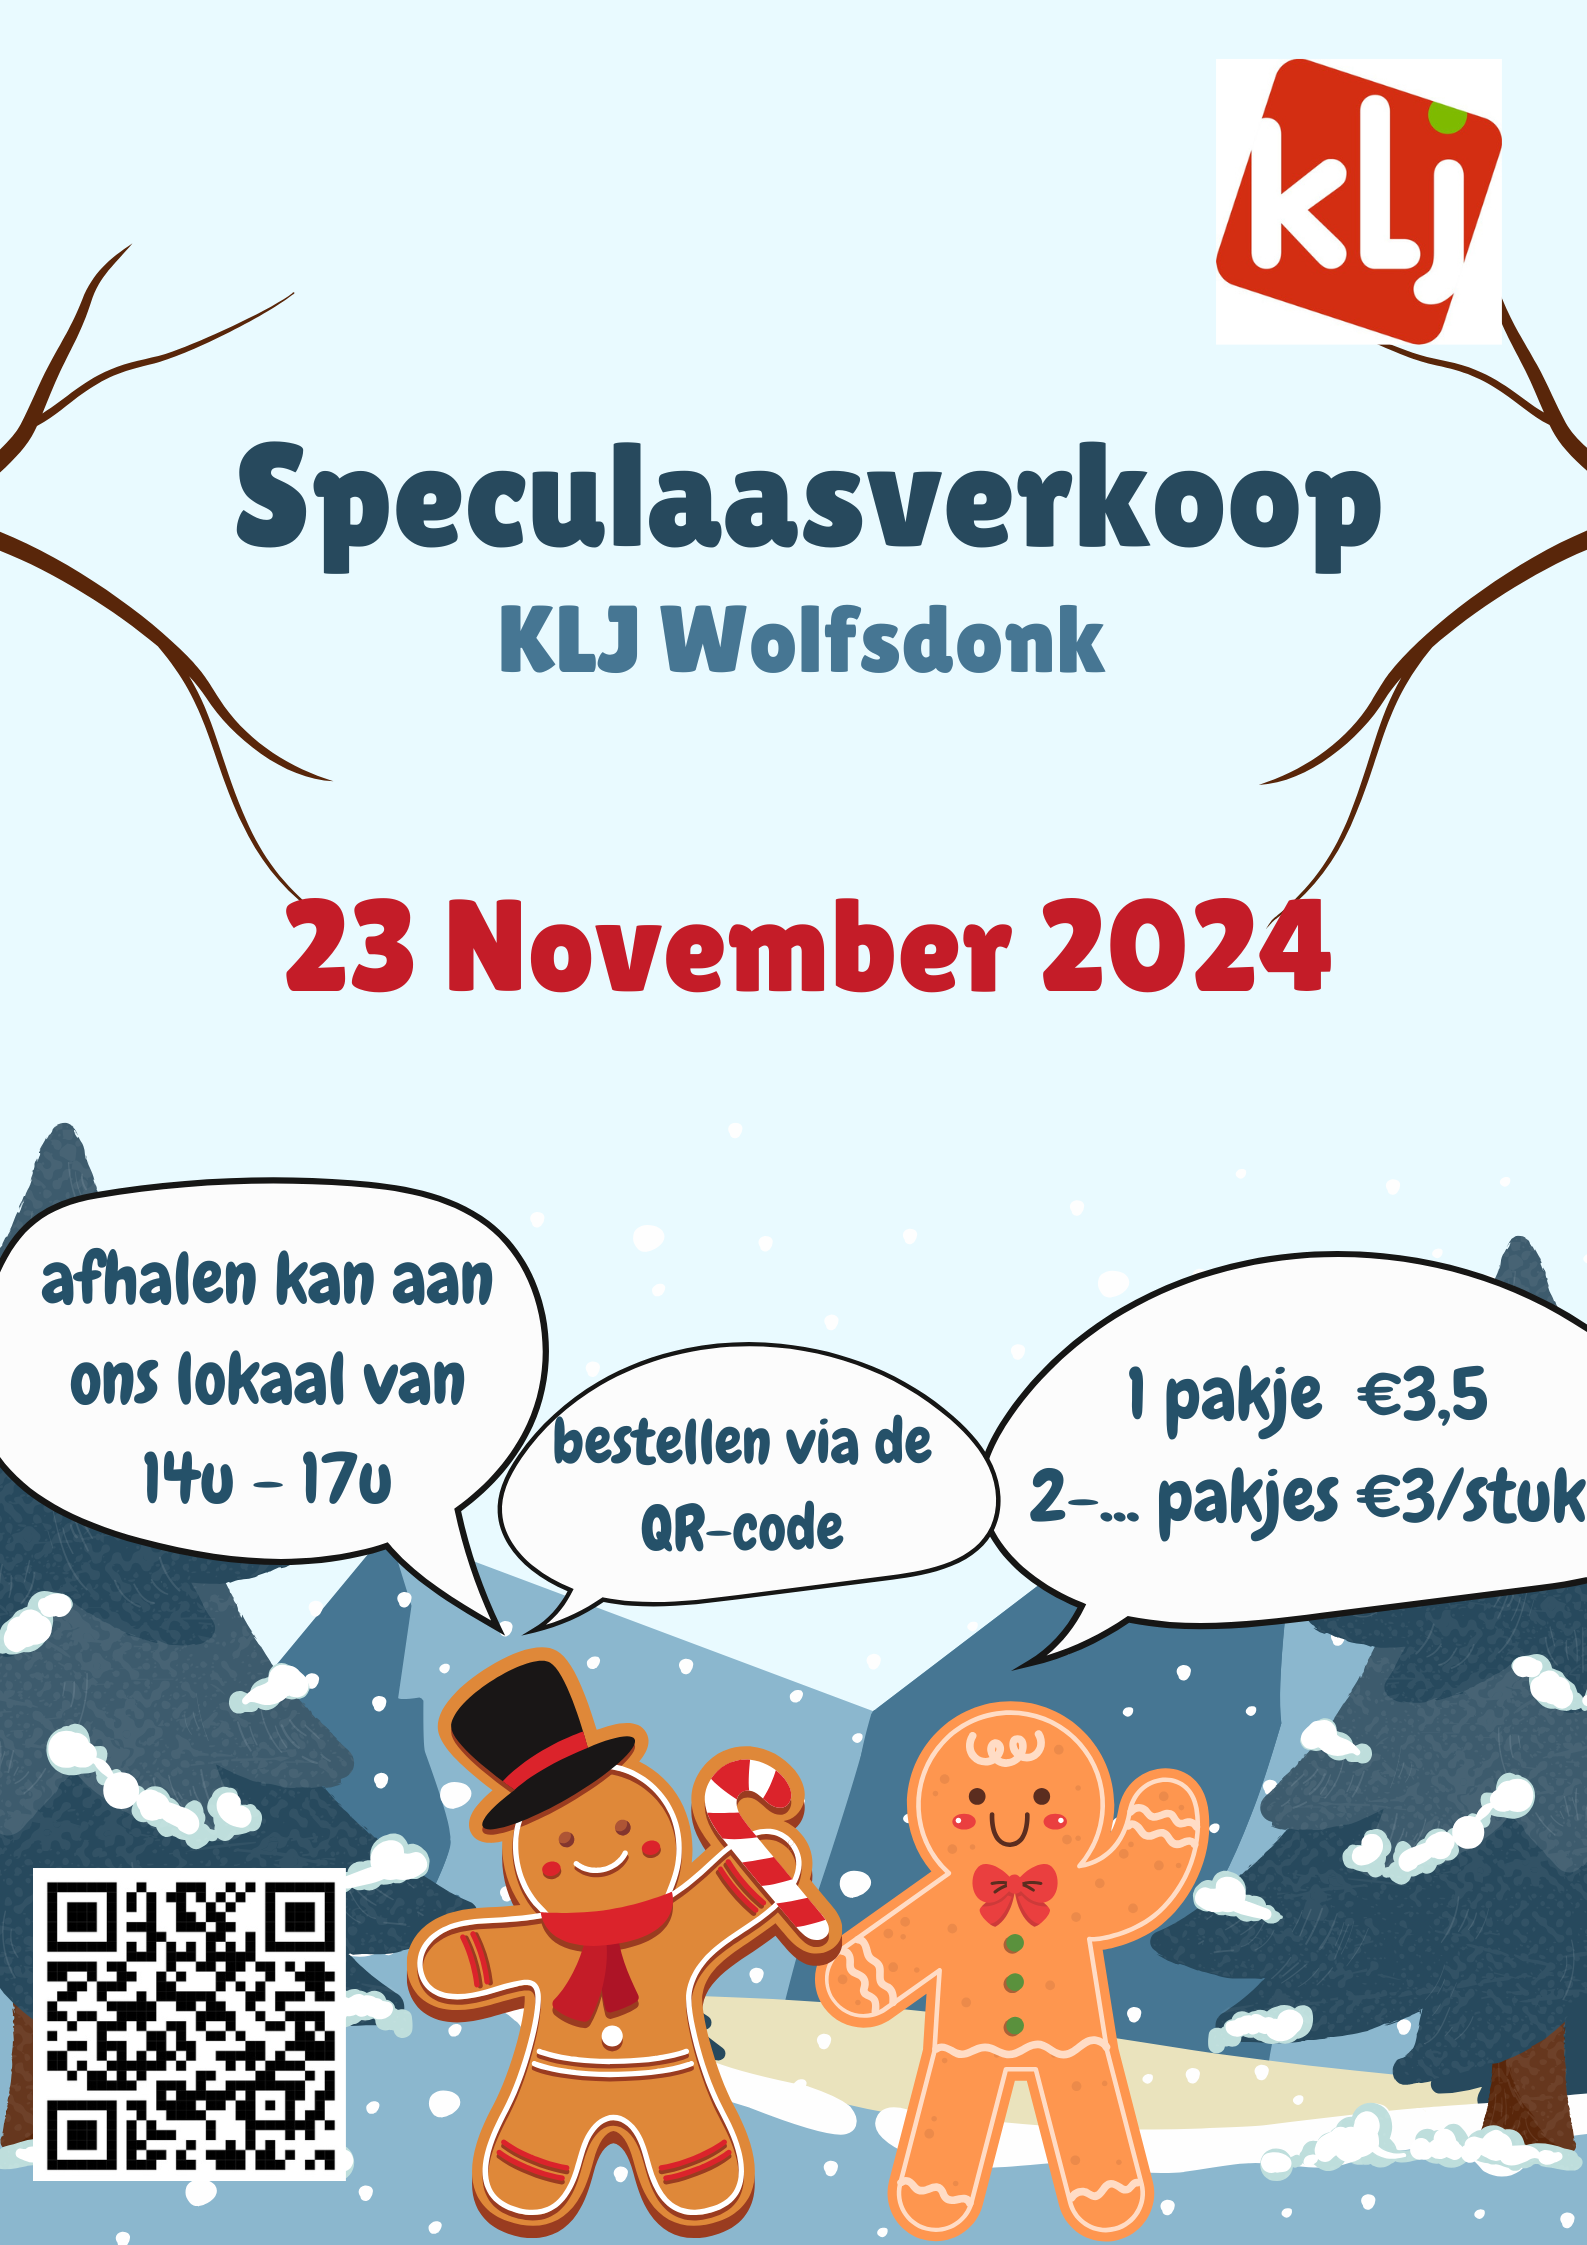 klj
Speculaasverkoop
KLJ Wolfsdonk
23 November 2024
afhalen kan aan
ons lokaal van
14u - 17u
bestellen via de
QR-code
1 pakje €3,5
2-... pakjes €3/stuk